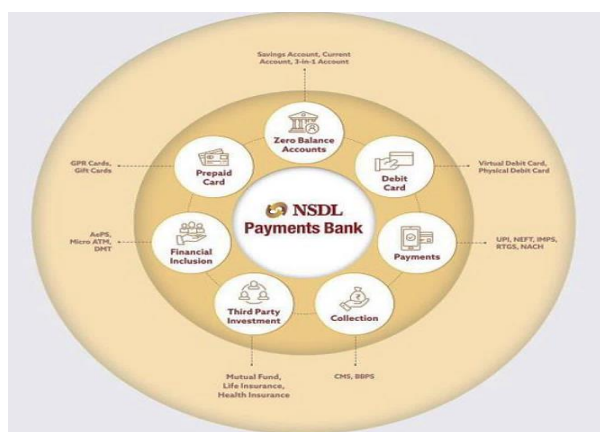 Savings Account, Current
Account, 3-in-1 Account
Zero Balance
Accounts
GPR Cards,
Gift Cards
Prepaid
Card
Debit
Card
Virtual Debit Card,
Physical Debit Card
NSDL
Payments Bank
AePS,
Micro ATM,
DMT
Financial
Inclusion
Payments
UPI, NEFT, IMPS,
RTGS, NACH
Third Party
Investment
Collection
Mutual Fund,
Life Insurance,
Health Insurance
CMS, BBPS